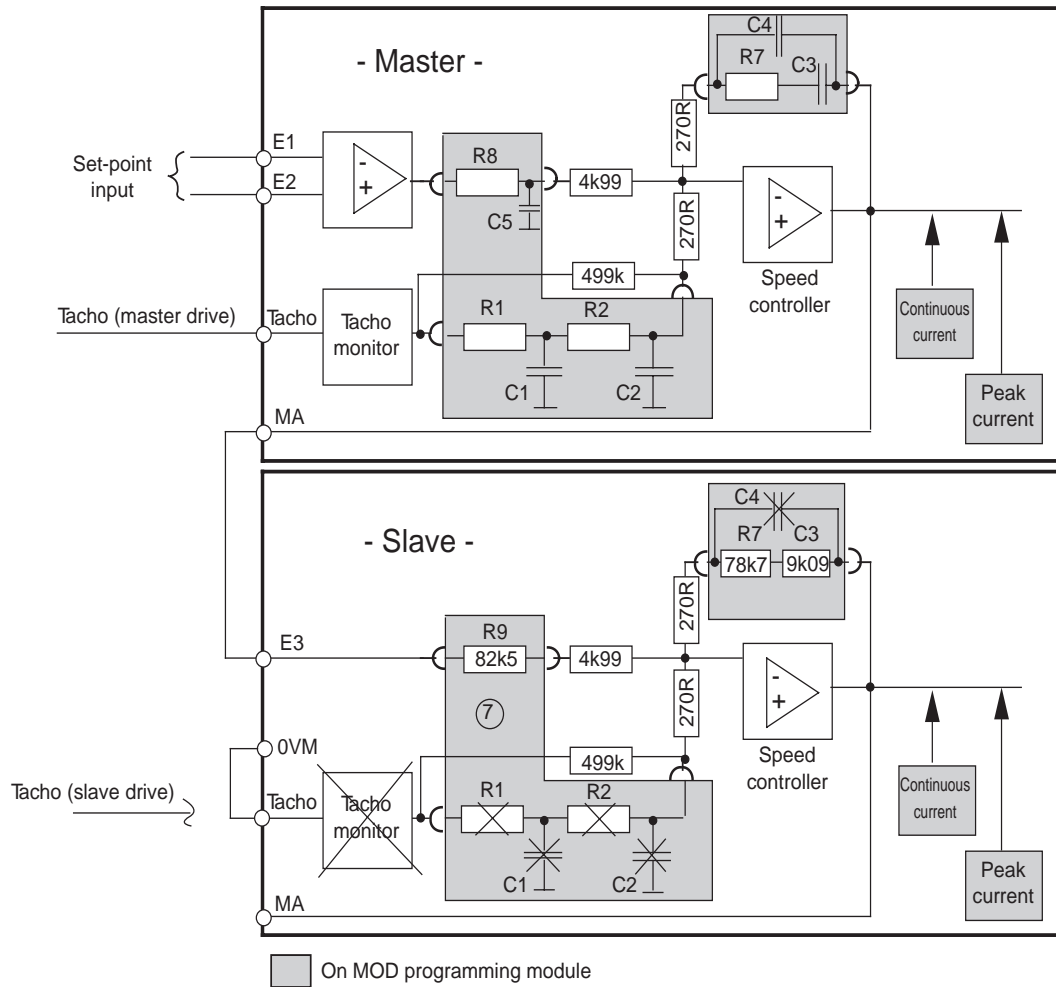 - Master -
C4
R7
C3
270R
Set-point
input
E1
E2
-
+
R8
C5
4k99
270R
-
+
Speed
controller
499k
Tacho (master drive)
Tacho
Tacho
monitor
R1
R2
C1
C2
Continuous
current
Peak
current
MA
- Slave -
C4
R7
C3
78k7
9k09
270R
E3
R9
82k5
4k99
7
270R
-
+
Speed
controller
0VM
499k
Tacho (slave drive)
Tacho
Tacho
monitor
R1
R2
C1
C2
Continuous
current
Peak
current
MA
On MOD programming module